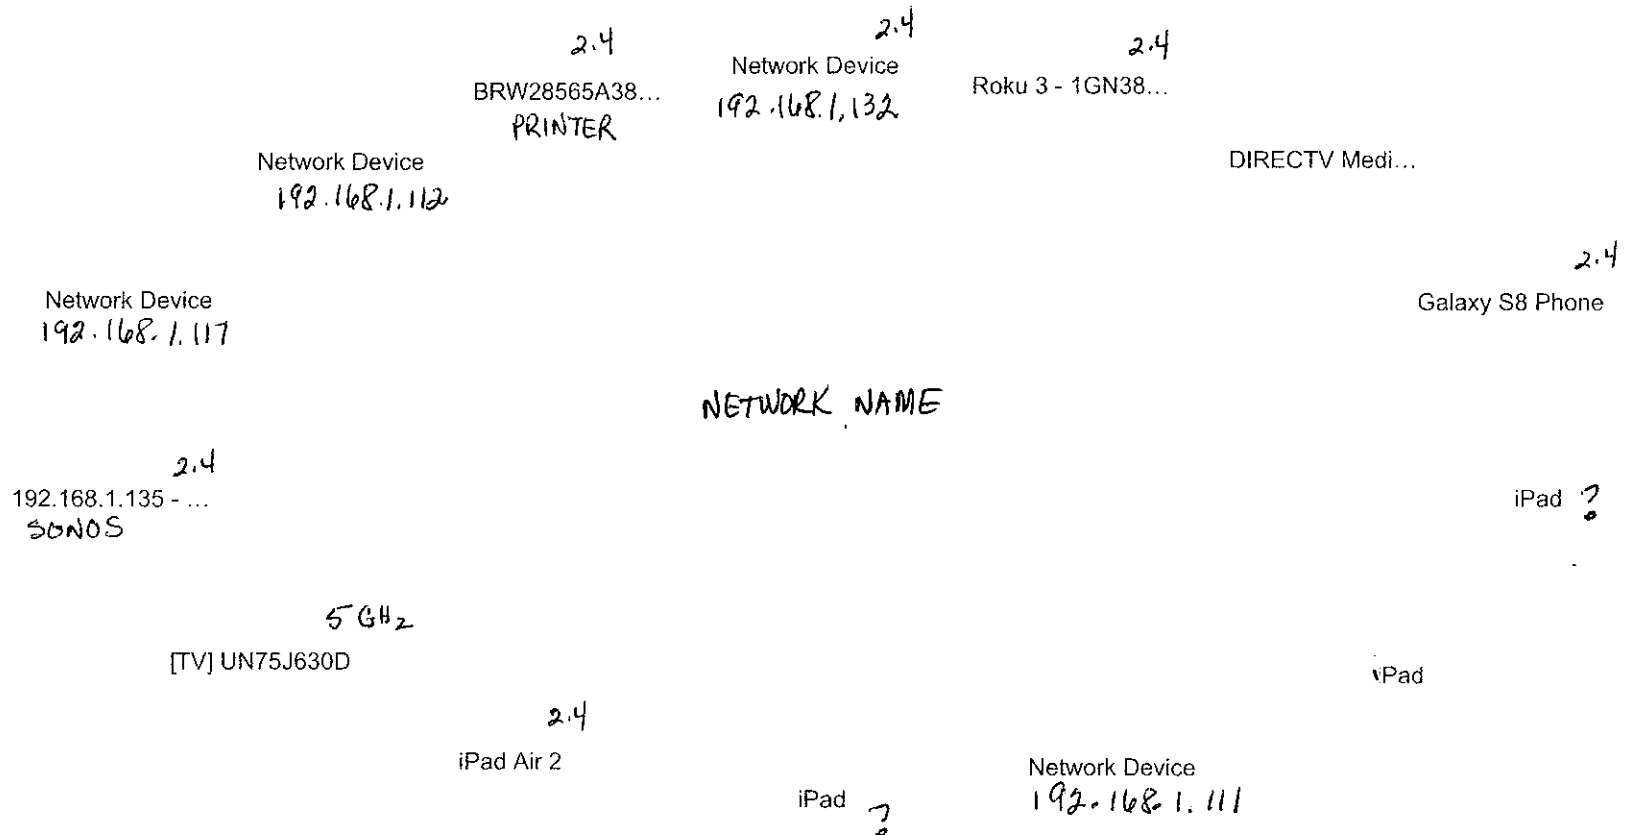 2.4
2.4
2.4
Network Device
BRW28565A38...
Roku 3 - 1GN38...
192.168.1.132
PRINTER
Network Device
DIRECTV Medi...
192.168.1.112
2.4
Network Device
Galaxy S8 Phone
192.168.1.117
NETWORK NAME
2.4
192.168.1.135 - ...
iPad ?
SONOS
5 GHz
[TV] UN75J630D
iPad
2.4
iPad Air 2
Network Device
iPad ?
192.168.1.111